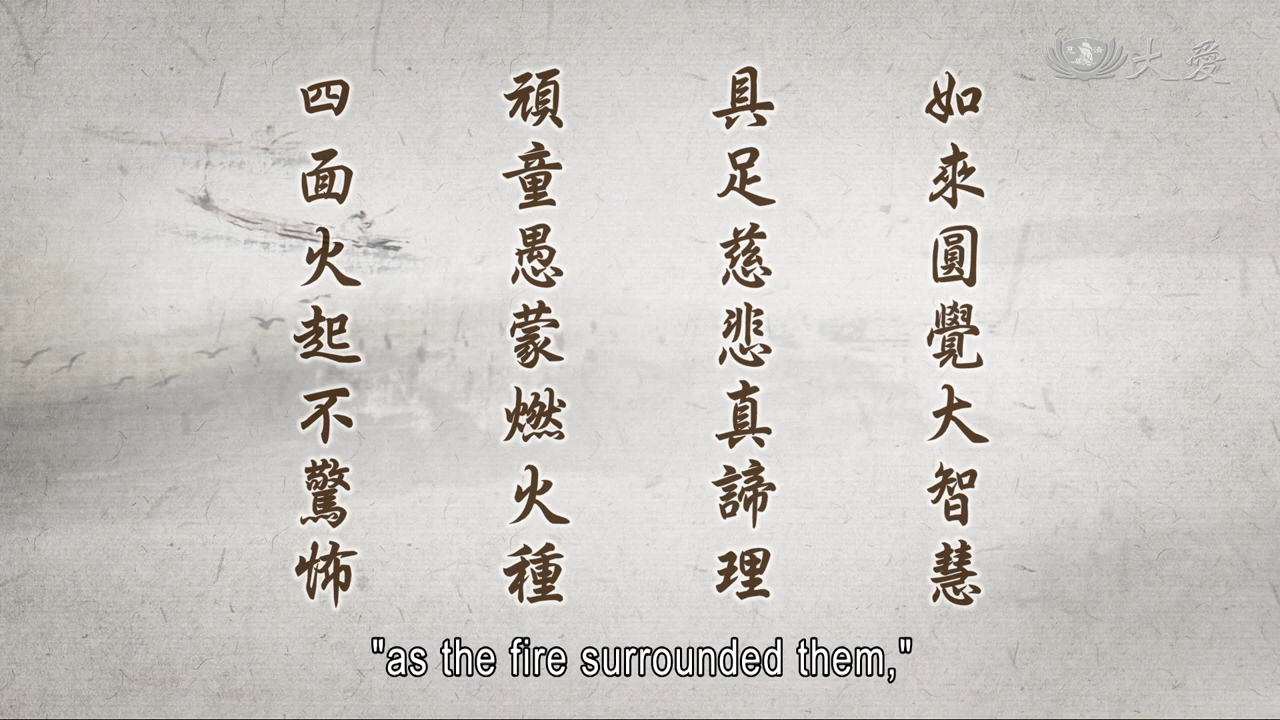 大愛
如來圓覺大智慧
具足慈悲真諦理
頑童愚蒙燃火種
四面火起不驚怖
"as the fire surrounded them,"